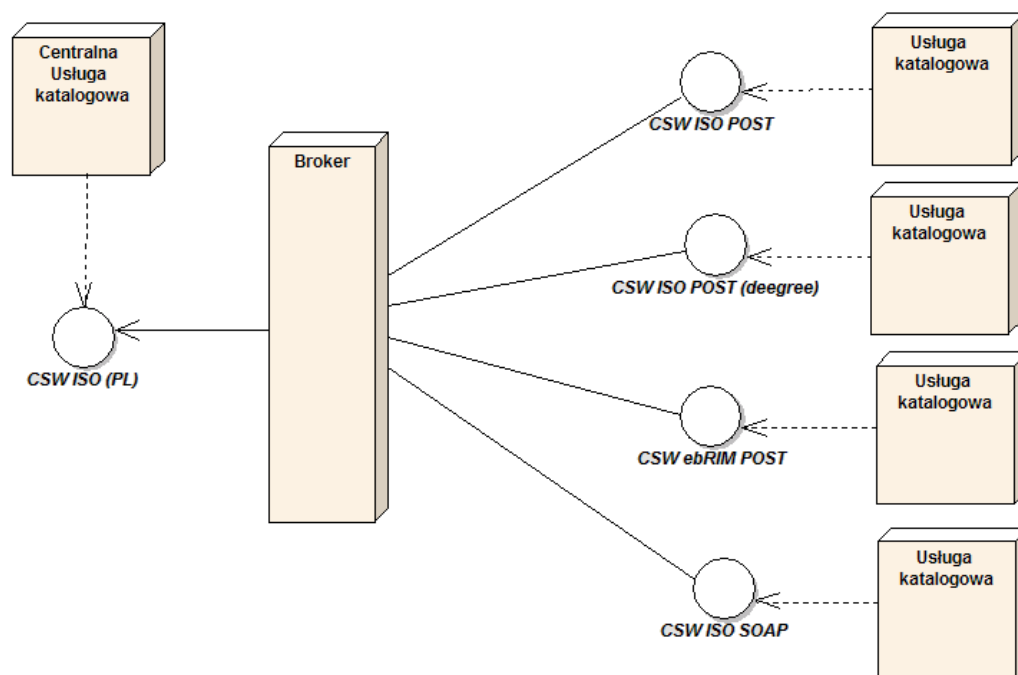 Centralna
Usługa
katalogowa
CSW ISO (PL)
Broker
CSW ISO POST
Usługa
katalogowa
CSW ISO POST (deegree)
Usługa
katalogowa
CSW ebRIM POST
Usługa
katalogowa
CSW ISO SOAP
Usługa
katalogowa